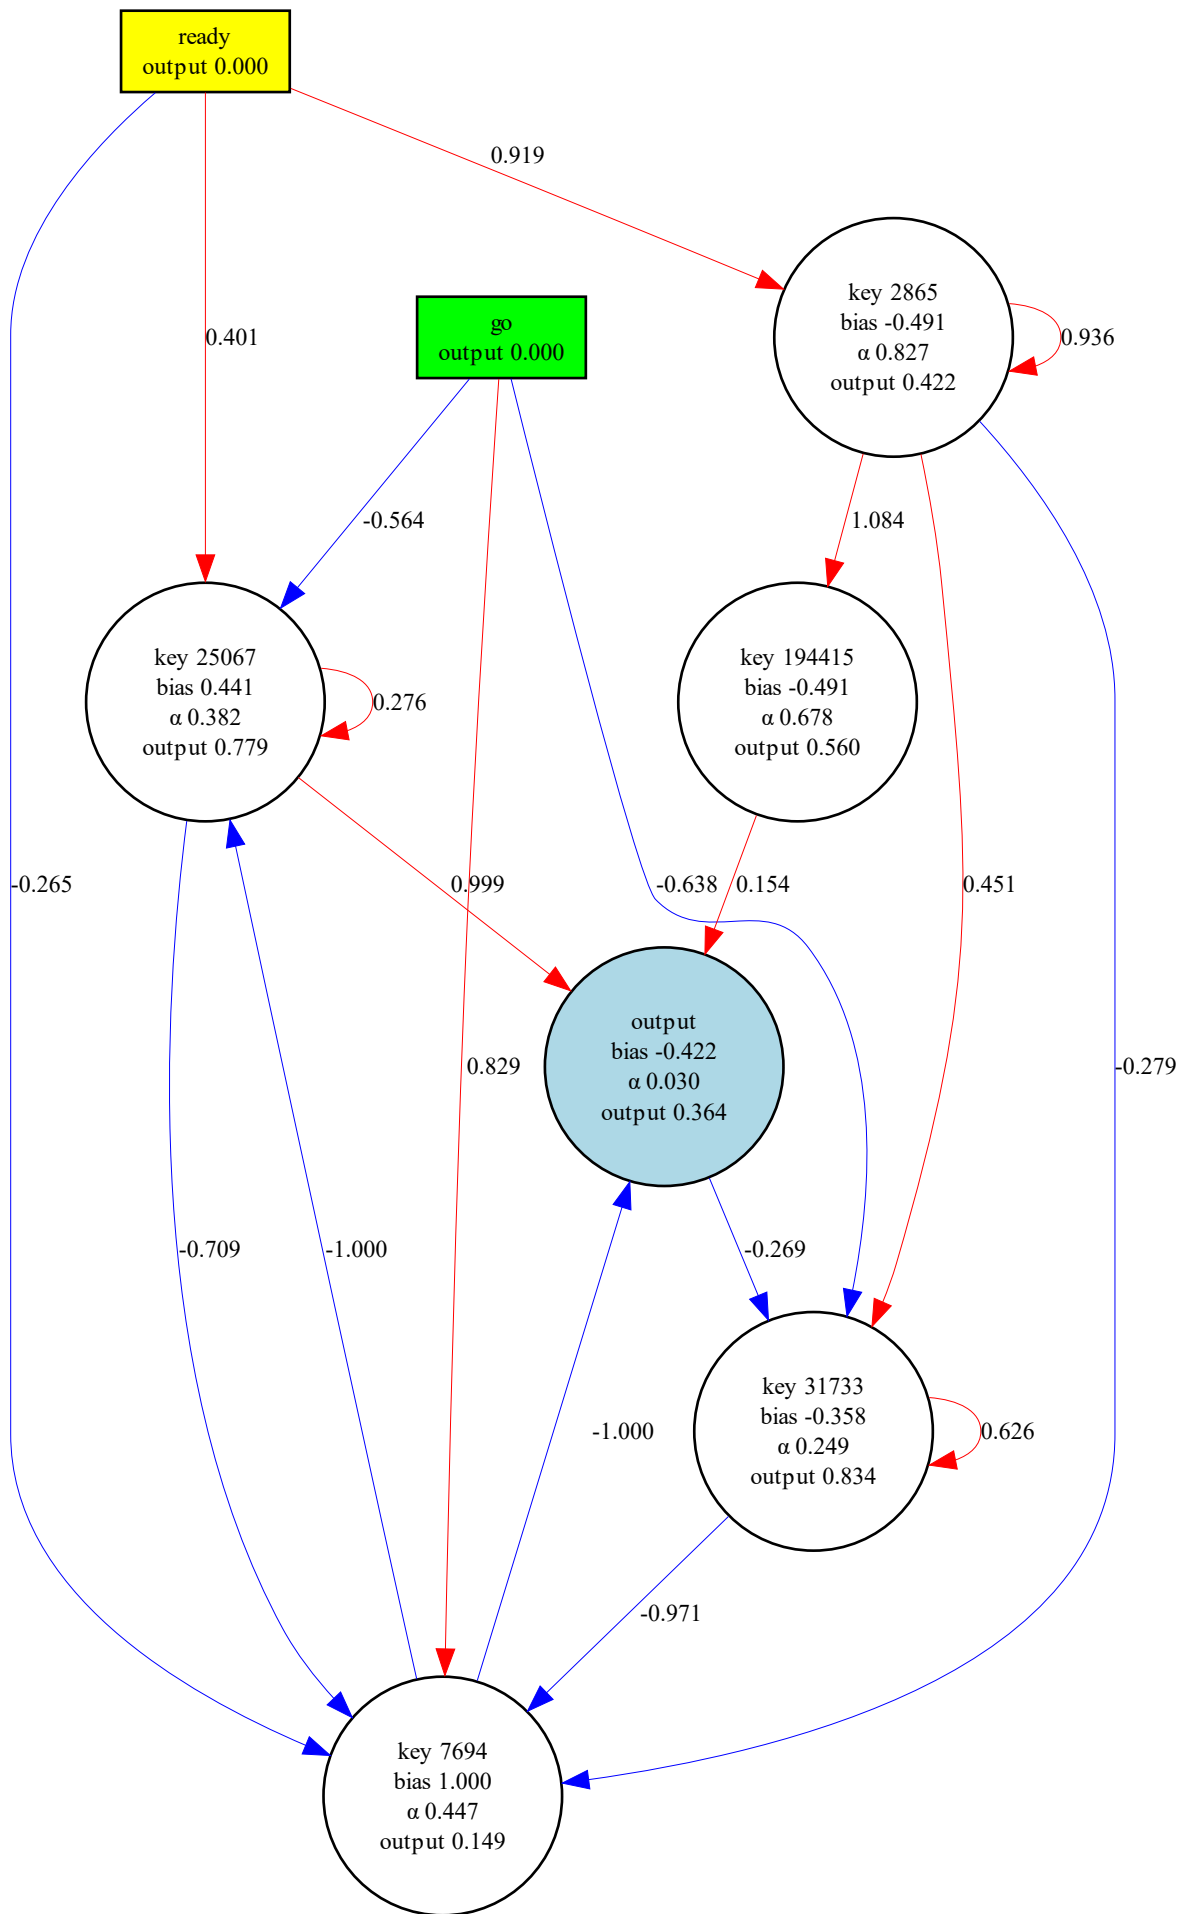 ready
output 0.000
0.919
key 2865
bias -0.491
α 0.827
output 0.422
0.936
0.401
go
output 0.000
-0.564
1.084
key 25067
bias 0.441
α 0.382
output 0.779
0.276
key 194415
bias -0.491
α 0.678
output 0.560
-0.265
0.999
-0.638
0.154
0.451
output
bias -0.422
α 0.030
output 0.364
0.829
-0.279
-0.709
-1.000
-0.269
-1.000
key 31733
bias -0.358
α 0.249
output 0.834
0.626
-0.971
key 7694
bias 1.000
α 0.447
output 0.149